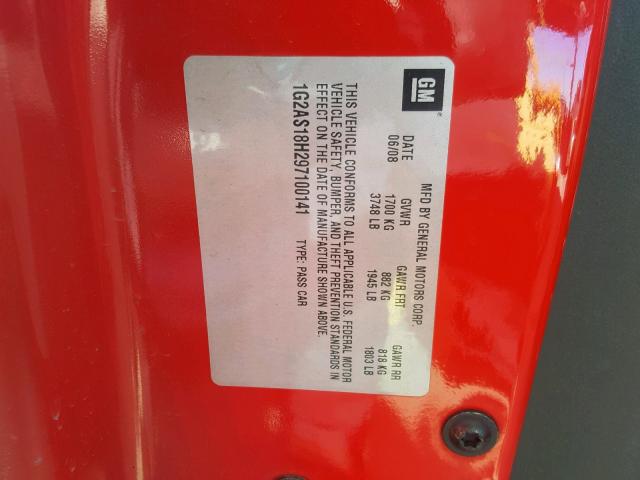 GM
MFD BY GENERAL MOTORS CORP.
DATE GVWR GAWR FRT GAWR RR
06/08 1700 KG 882 KG 818 KG
3748 LB 1945 LB 1803 LB
THIS VEHICLE CONFORMS TO ALL APPLICABLE U.S. FEDERAL MOTOR
VEHICLE SAFETY, BUMPER, AND THEFT PREVENTION STANDARDS IN
EFFECT ON THE DATE OF MANUFACTURE SHOWN ABOVE.
1G2AS18H297100141 TYPE: PASS CAR